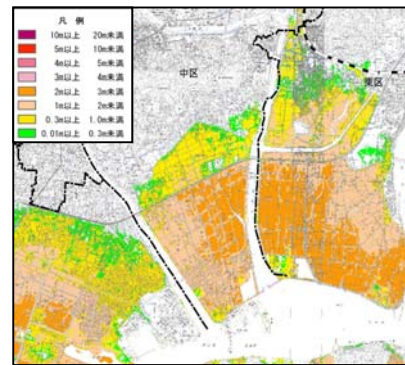 凡 例
10m以上 20m未満
5m以上 10m未満
4m以上 5m未満
3m以上 4m未満
2m以上 3m未満
1m以上 2m未満
0.3m以上 1.0m未満
0.01m以上 0.3m未満
中区
東区